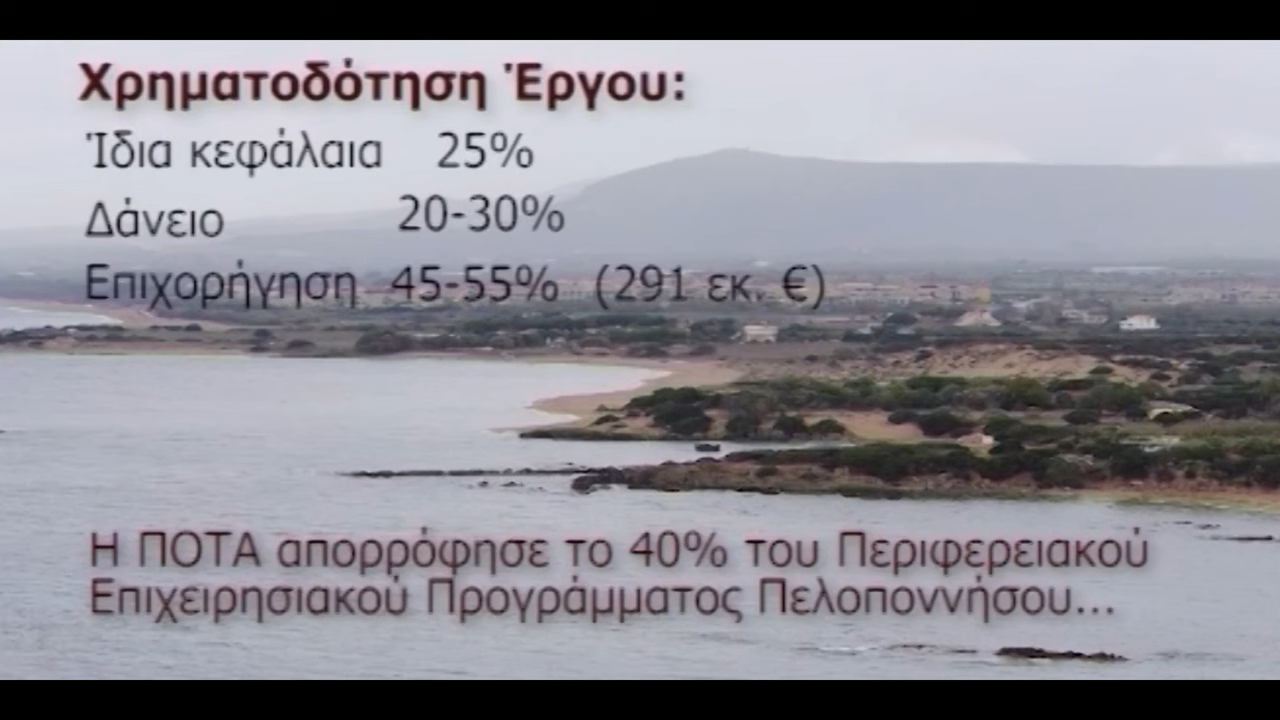 Χρηματοδότηση Έργου:
Ίδια κεφάλαια 25%
Δάνειο 20-30%
Επιχορήγηση 45-55% (291 εκ. €)
Η ΠΟΤΑ απορρόφησε το 40% του Περιφερειακού
Επιχειρησιακού Προγράμματος Πελοποννήσου...